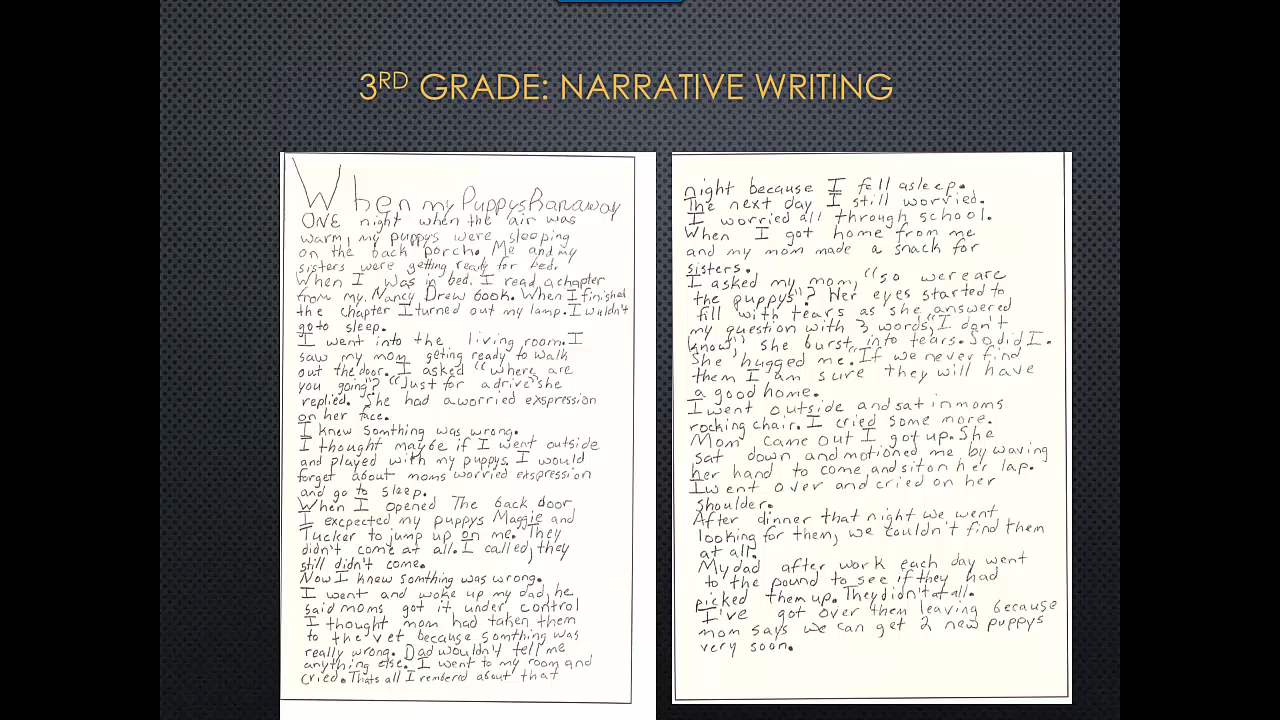 3RD GRADE: NARRATIVE WRITING
When my Puppys Ranaway
ONE night when the air was
warm, my puppys were sleeping
on the back porch. Me and my
sisters were getting ready for bed.
When I was in bed. I read a chapter
from my Nancy Drew book. When I finished
the chapter I turned out my lamp. I wuldn't
go to sleep.
I went into the living room. I
saw my mom getting ready to walk
out the door. I asked "Where are
you going?" "Just for a drive" she
replied. She had a worried exspression
on her face.
I knew somthing was wrong.
I thought maybe if I went outside
and played with my puppys. I would
forget about moms worried exspression
and go to sleep.
When I opened The back door
I excpected my puppys Maggie and
Tucker to jump up on me. They
didn't come at all. I called, they
still didn't come.
Now I knew somthing was wrong.
I went and woke up my dad, he
said moms got it under control
I thought mom had taken them
to the vet because somthing was
really wrong. Dad wouldn't tell me
anything else. I went to my room and
cried. Thats all I rembered about that
night because I fell asleep.
The next day I still worried.
I worried all through school.
When I got home from me
and my mom made a snack for
sisters.
I asked my mom, "so were are
the puppys"? Her eyes started to
fill with tears as she answered
my question with 3 words, "I don't
know," she burst into tears. So did I.
She hugged me. "If we never find
them I am sure they will have
a good home.
I went outside and sat in moms
rocking chair. I cried some more.
Mom came out I got up. She
sat down and motioned me by waving
her hand to come and sit on her lap.
I went over and cried on her
shoulder.
After dinner that night we went
looking for them, we couldn't find them
at all.
My dad after work each day went
to the pound to see if they had
picked them up. They didn't at all.
I've got over them leaving because
mom says we can get 2 new puppys
very soon.